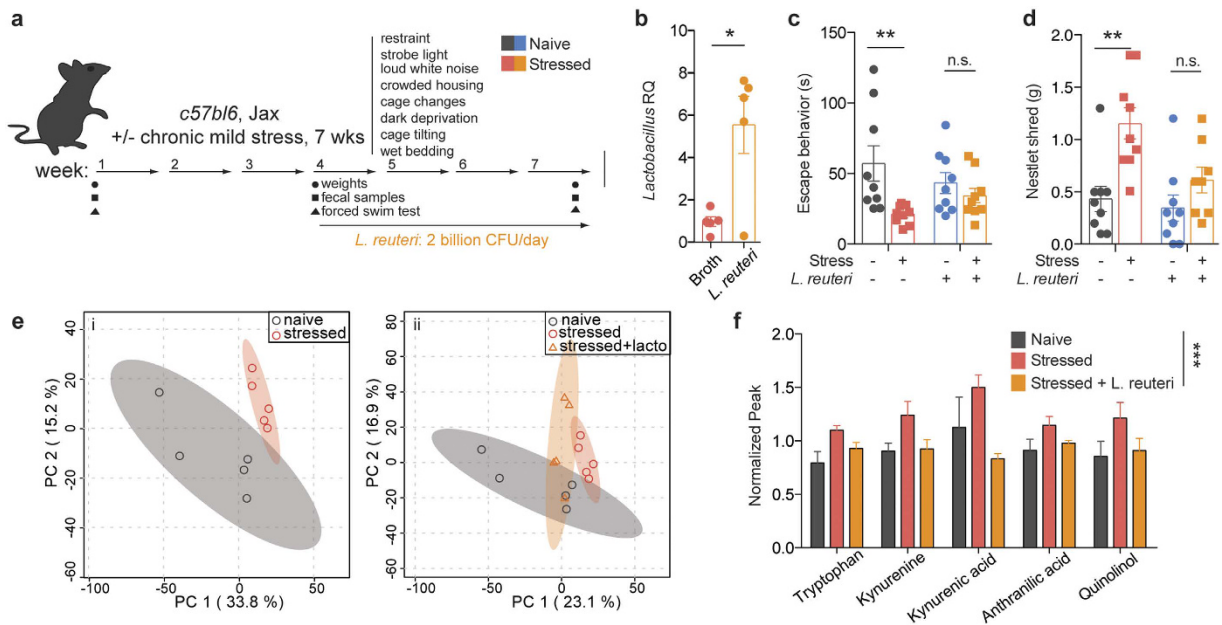 a
restraint
strobe light
loud white noise
crowded housing
cage changes
dark deprivation
cage tilting
wet bedding
Naive
Stressed
c57bl6, Jax
+/- chronic mild stress, 7 wks
week: 1 2 3 4 5 6 7
weights
fecal samples
forced swim test
L. reuteri: 2 billion CFU/day
b
*
Lactobacillus RQ
10
8
6
4
2
0
Broth
L. reuteri
c
**
n.s.
Escape behavior (s)
150
100
50
0
Stress - + - +
L. reuteri - - + +
d
**
n.s.
Nestlet shred (g)
2.0
1.5
1.0
0.5
0.0
Stress - + - +
L. reuteri - - + +
e
i
naive
stressed
PC 2 ( 15.2 %)
40
20
0
-20
-40
-60
-100 -50 0 50
PC 1 ( 33.8 %)
ii
naive
stressed
stressed+lacto
PC 2 ( 16.9 %)
80
60
40
20
0
-20
-40
-60
-100 -50 0 50
PC 1 ( 23.1 %)
f
Naive
Stressed
Stressed + L. reuteri
***
Normalized Peak
2.0
1.5
1.0
0.5
0.0
Tryptophan
Kynurenine
Kynurenic acid
Anthranilic acid
Quinolinol